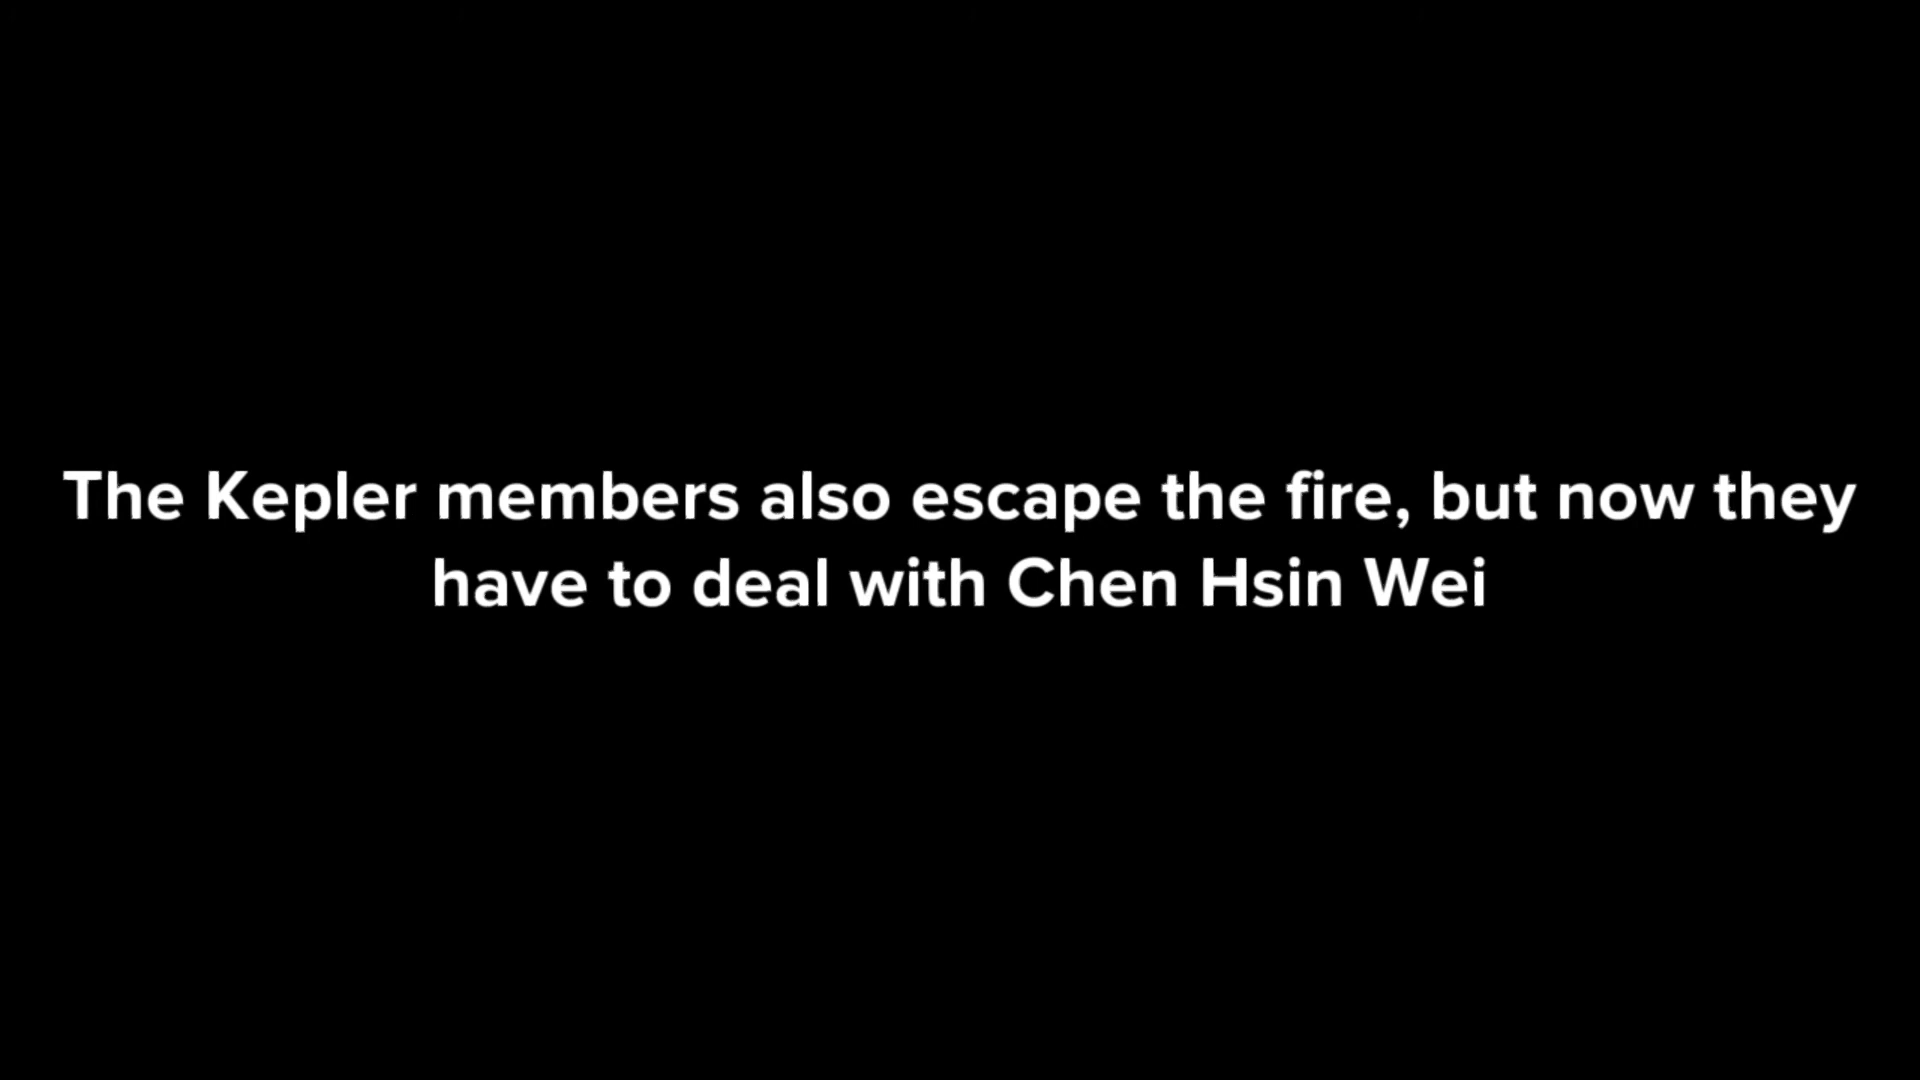 The Kepler members also escape the fire, but now they
have to deal with Chen Hsin Wei